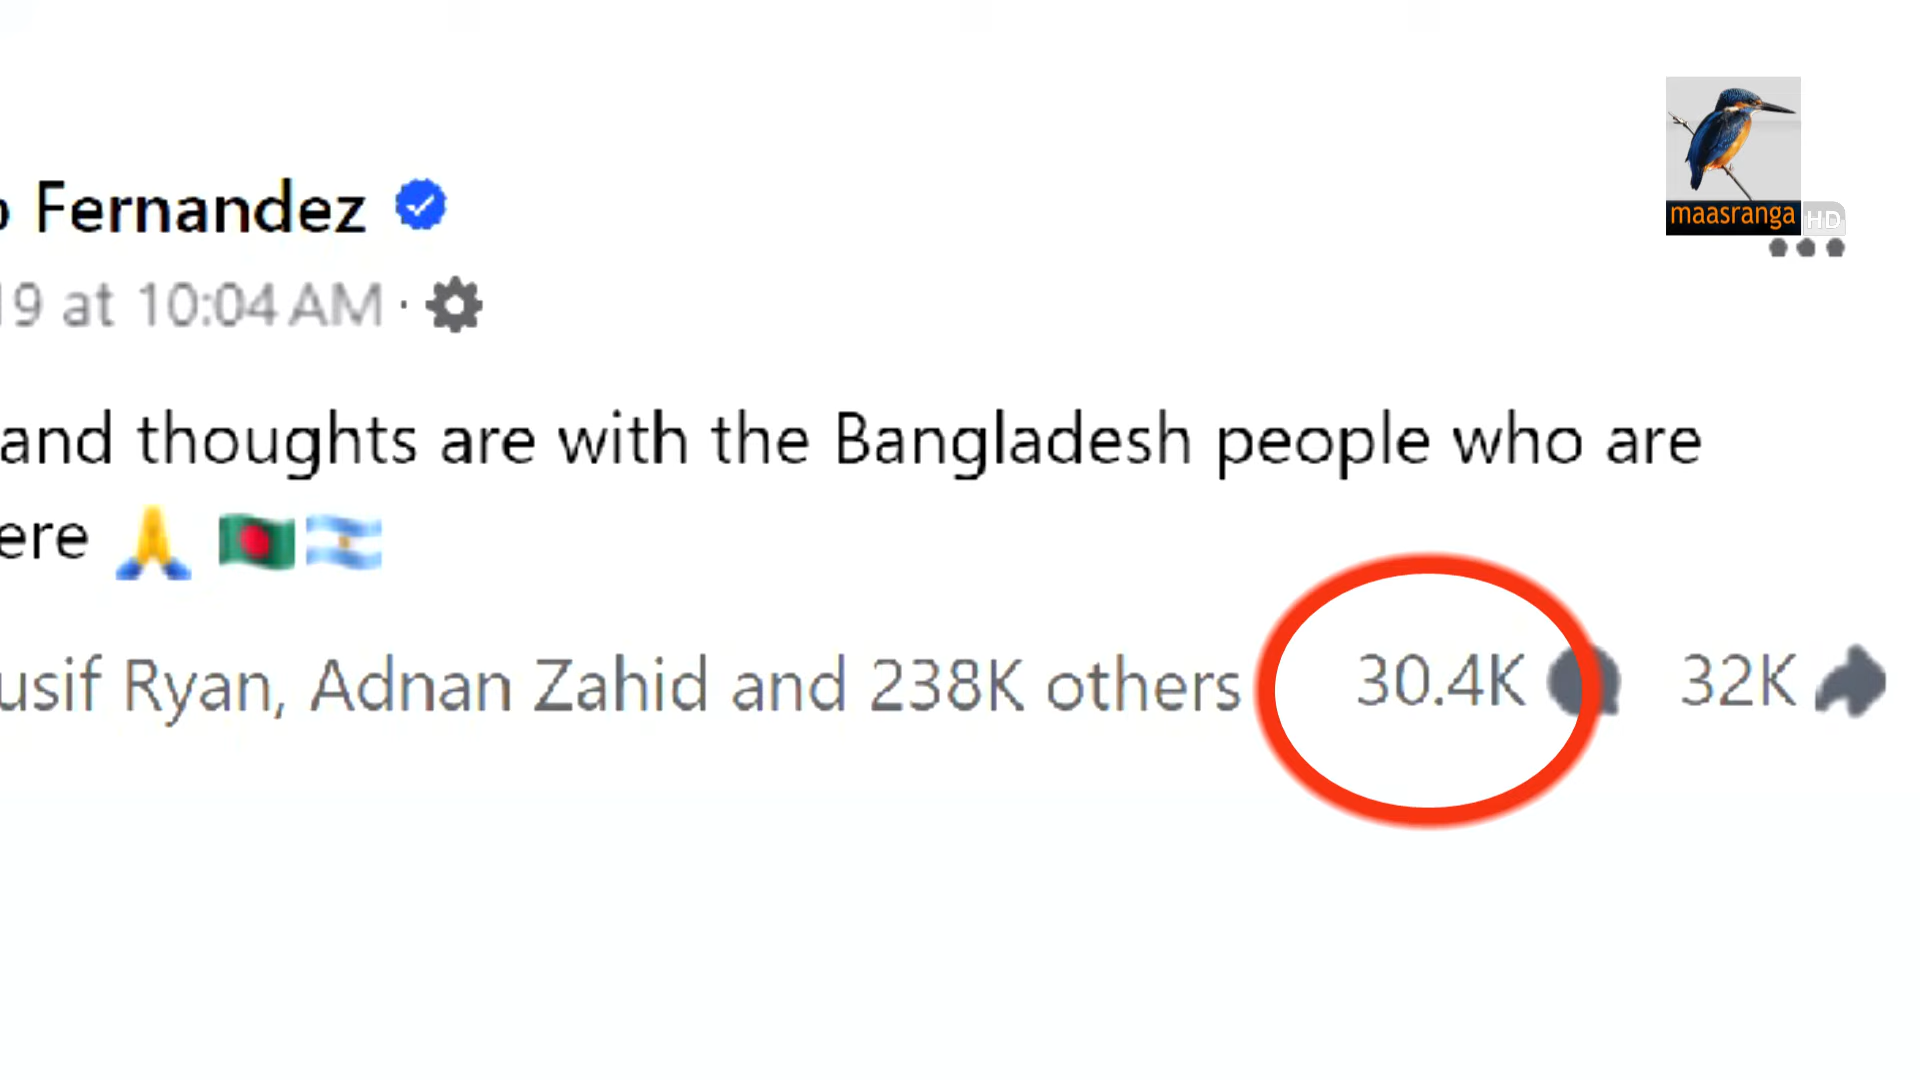 maasranga HD
Fernandez
19 at 10:04 AM ·
and thoughts are with the Bangladesh people who are
ere 🙏 🇧🇩🇦🇷
usif Ryan, Adnan Zahid and 238K others 30.4K 32K